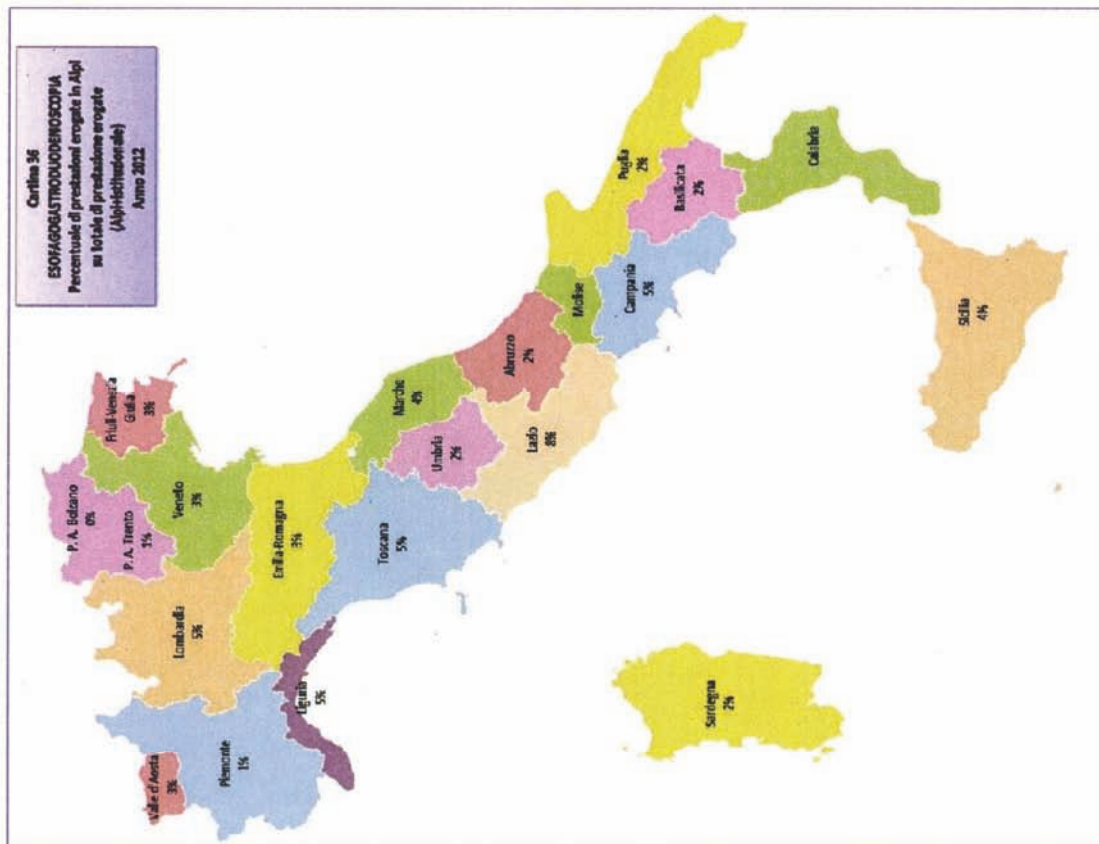 Cartina 36
ESOFAGOGASTRODUODENOSCOPIA
Percentuale di prestazioni erogate in Alpi
su totale di prestazione erogate
(Alpi+Istituzionale)
Anno 2012
P. A. Bolzano
0%
P. A. Trento
1%
Friuli-Venezia
Giulia
3%
Valle d'Aosta
3%
Piemonte
1%
Lombardia
5%
Veneto
3%
Liguria
5%
Emilia-Romagna
3%
Toscana
5%
Marche
4%
Umbria
2%
Lazio
8%
Abruzzo
2%
Molise
Campania
5%
Puglia
2%
Basilicata
2%
Calabria
Sicilia
4%
Sardegna
2%